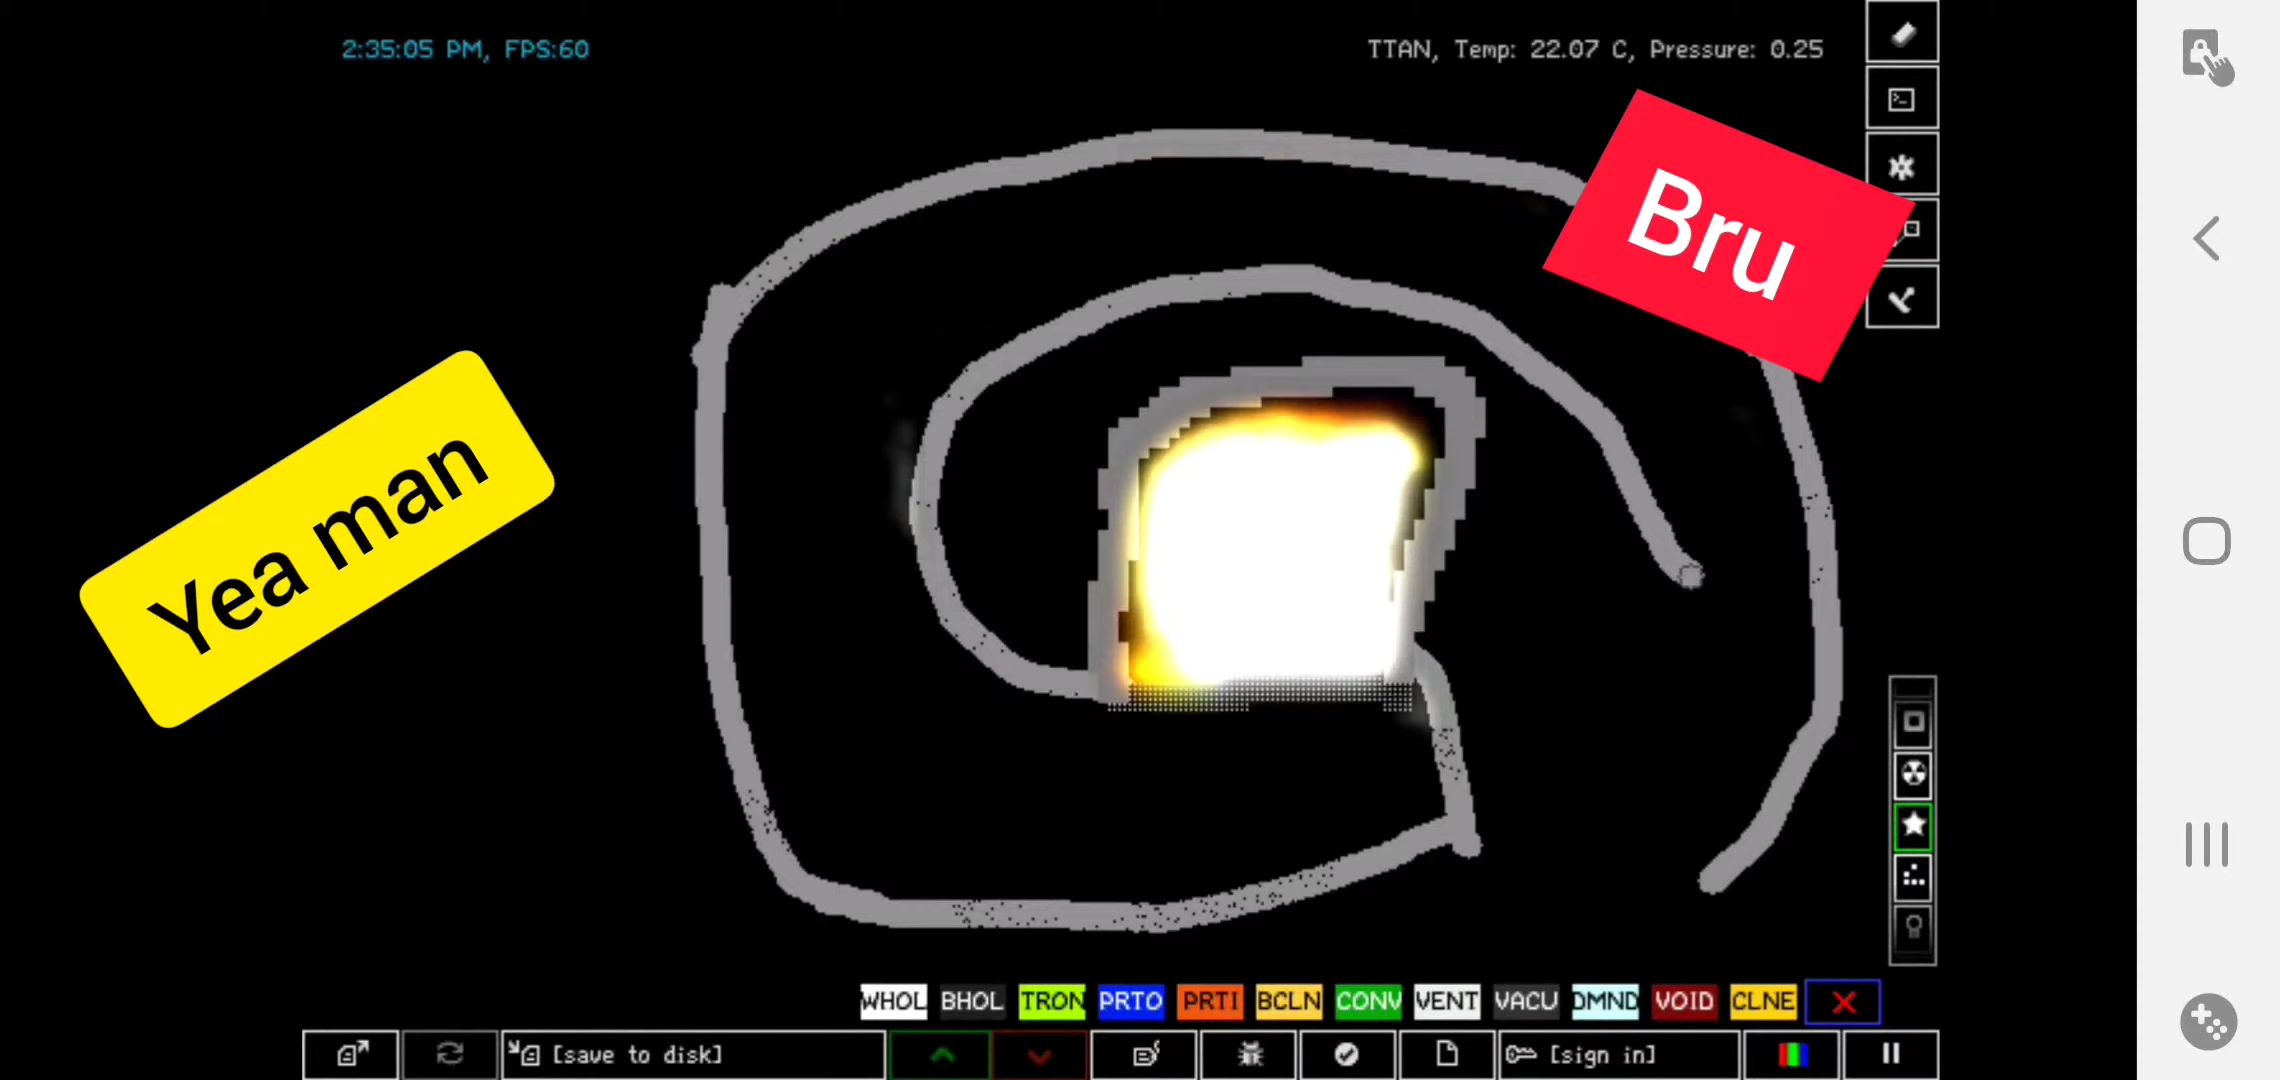 2:35:05 PM, FPS:60
TTAN, Temp: 22.07 C, Pressure: 0.25
Bru
Yea man
WHOL BHOL TRON PRTO PRTI BCLN CONV VENT VACU DMND VOID CLNE
[save to disk] [sign in]